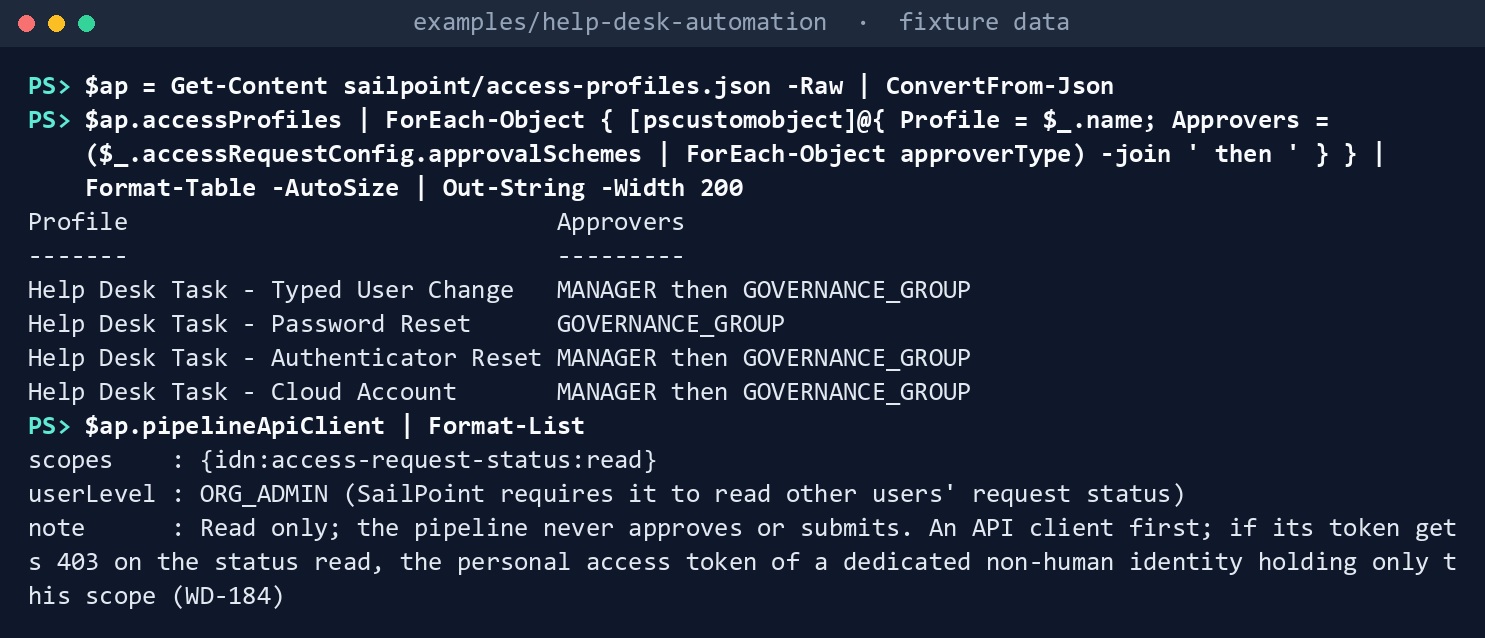 examples/help-desk-automation · fixture data
PS> $ap = Get-Content sailpoint/access-profiles.json -Raw | ConvertFrom-Json
PS> $ap.accessProfiles | ForEach-Object { [pscustomobject]@{ Profile = $_.name; Approvers =
    ($_.accessRequestConfig.approvalSchemes | ForEach-Object approverType) -join ' then ' } } |
    Format-Table -AutoSize | Out-String -Width 200
Profile                              Approvers
-------                              ---------
Help Desk Task - Typed User Change   MANAGER then GOVERNANCE_GROUP
Help Desk Task - Password Reset      GOVERNANCE_GROUP
Help Desk Task - Authenticator Reset MANAGER then GOVERNANCE_GROUP
Help Desk Task - Cloud Account       MANAGER then GOVERNANCE_GROUP
PS> $ap.pipelineApiClient | Format-List
scopes    : {idn:access-request-status:read}
userLevel : ORG_ADMIN (SailPoint requires it to read other users' request status)
note      : Read only; the pipeline never approves or submits. An API client first; if its token get
s 403 on the status read, the personal access token of a dedicated non-human identity holding only t
his scope (WD-184)